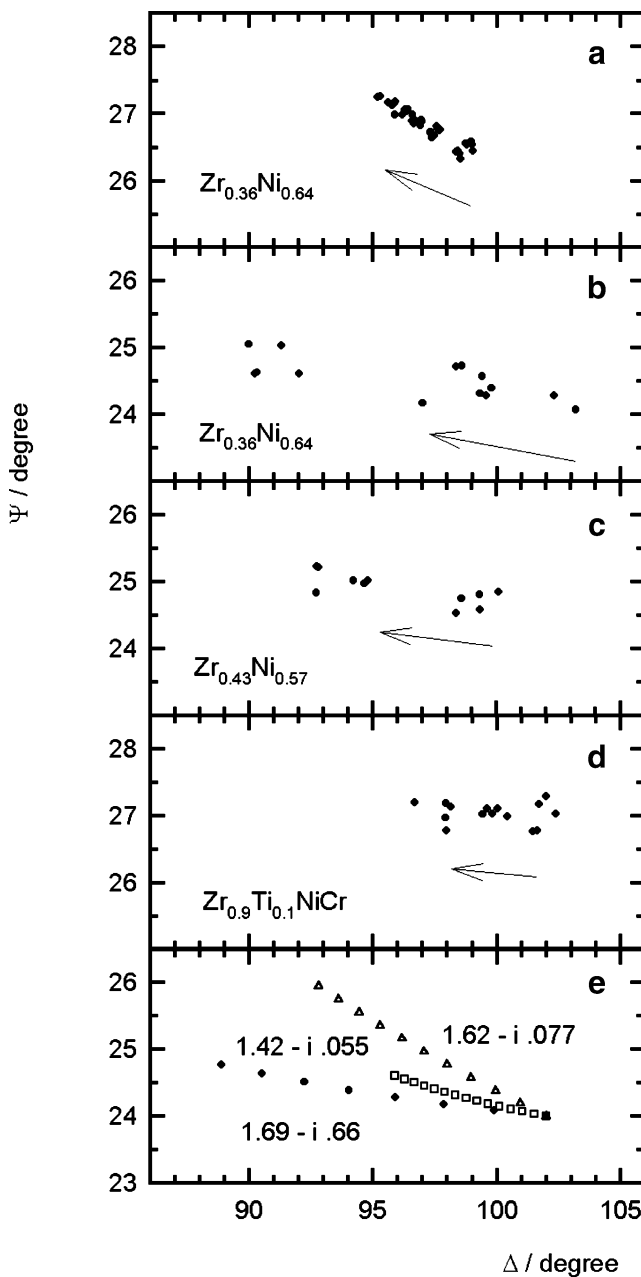 a
28
27
26
Zr0.36Ni0.64
b
26
25
24
Zr0.36Ni0.64
Ψ / degree
c
26
25
24
Zr0.43Ni0.57
d
28
27
26
Zr0.9Ti0.1NiCr
e
26
25
24
23
1.42 - i .055
1.62 - i .077
1.69 - i .66
90
95
100
105
Δ / degree